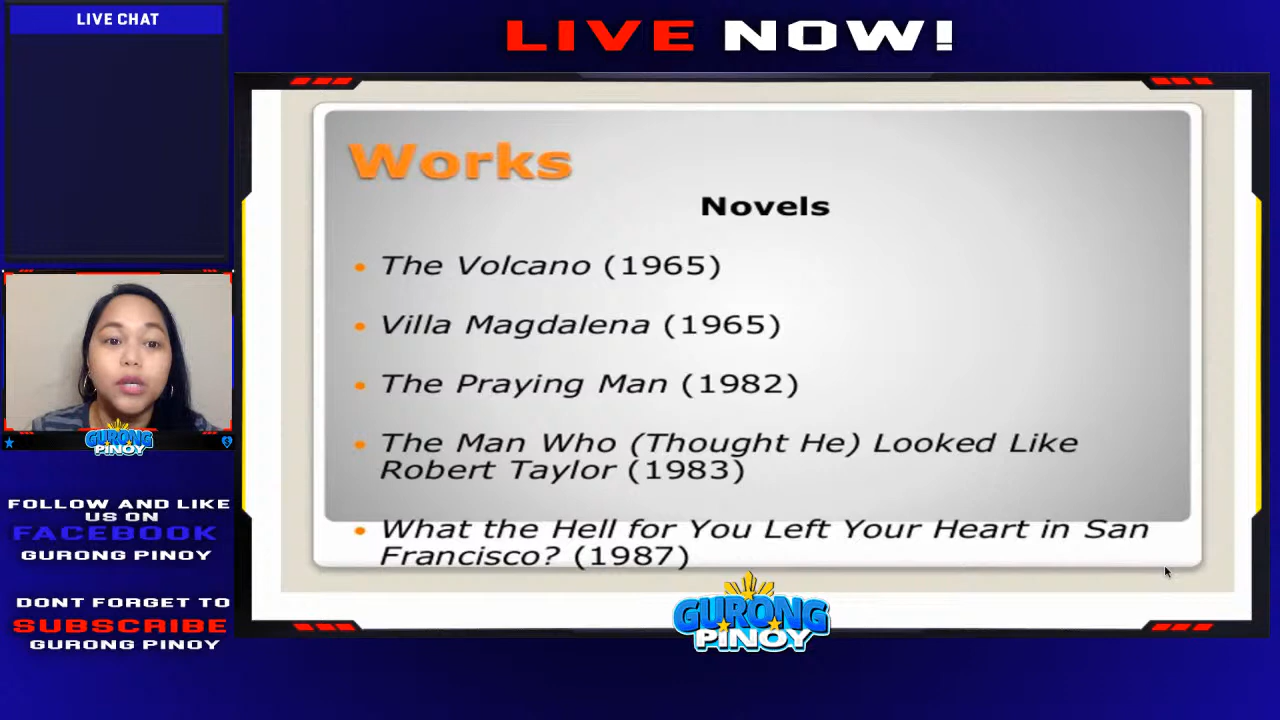 LIVE CHAT
LIVE NOW!
Works
Novels
The Volcano (1965)
Villa Magdalena (1965)
The Praying Man (1982)
The Man Who (Thought He) Looked Like
Robert Taylor (1983)
What the Hell for You Left Your Heart in San
Francisco? (1987)
GURONG
PINOY
FOLLOW AND LIKE
US ON
FACEBOOK
GURONG PINOY
DONT FORGET TO
SUBSCRIBE
GURONG PINOY
GURONG
PINOY